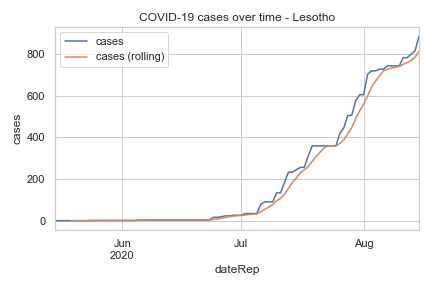 COVID-19 cases over time - Lesotho
cases
cases (rolling)
800
600
400
200
0
cases
Jun
2020
Jul
Aug
dateRep